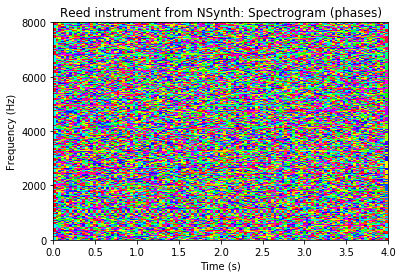 Reed instrument from NSynth: Spectrogram (phases)
8000
6000
4000
2000
0
Frequency (Hz)
0.0 0.5 1.0 1.5 2.0 2.5 3.0 3.5 4.0
Time (s)